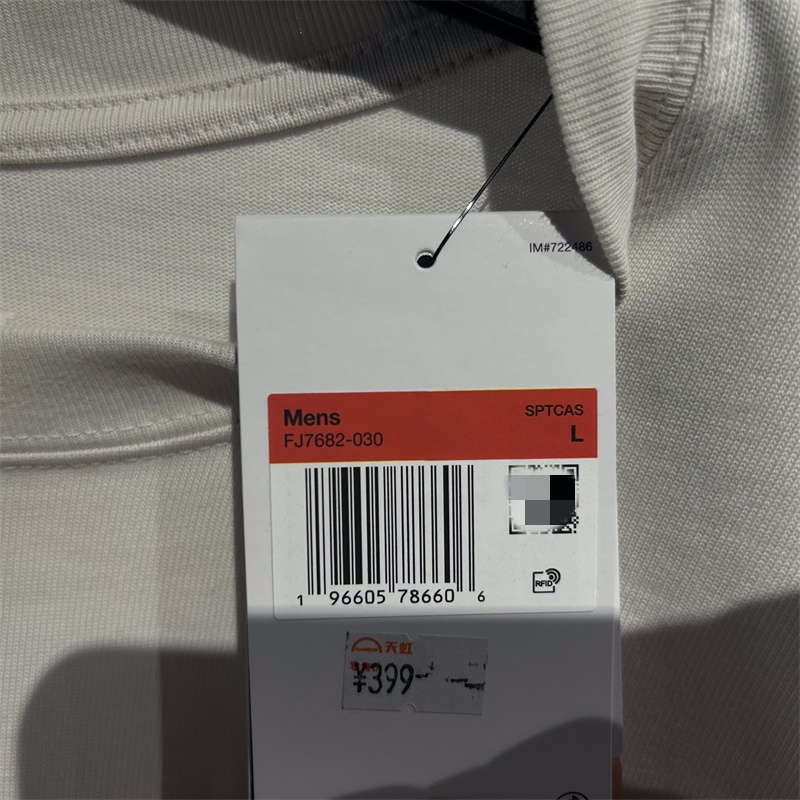 IM#722486
Mens
SPTCAS
FJ7682-030
L
1 96605 78660 6
RFID
天虹
¥399